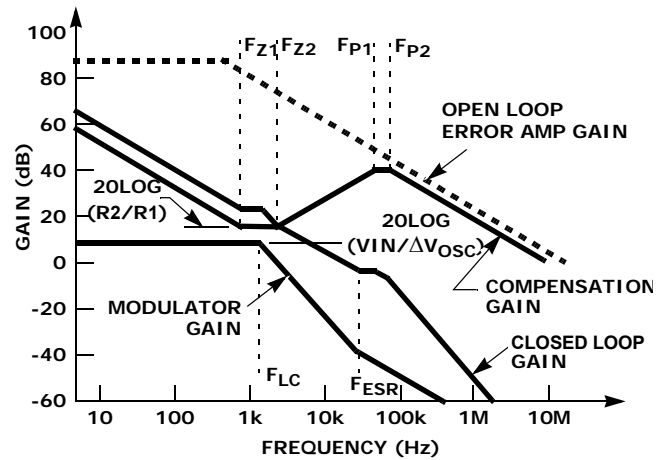 100
80
60
40
20
0
-20
-40
-60
GAIN (dB)
FZ1 FZ2 FP1 FP2
OPEN LOOP
ERROR AMP GAIN
20LOG
(R2/R1)
20LOG
(VIN/ΔVOSC)
MODULATOR
GAIN
COMPENSATION
GAIN
CLOSED LOOP
GAIN
FLC
FESR
10 100 1k 10k 100k 1M 10M
FREQUENCY (Hz)